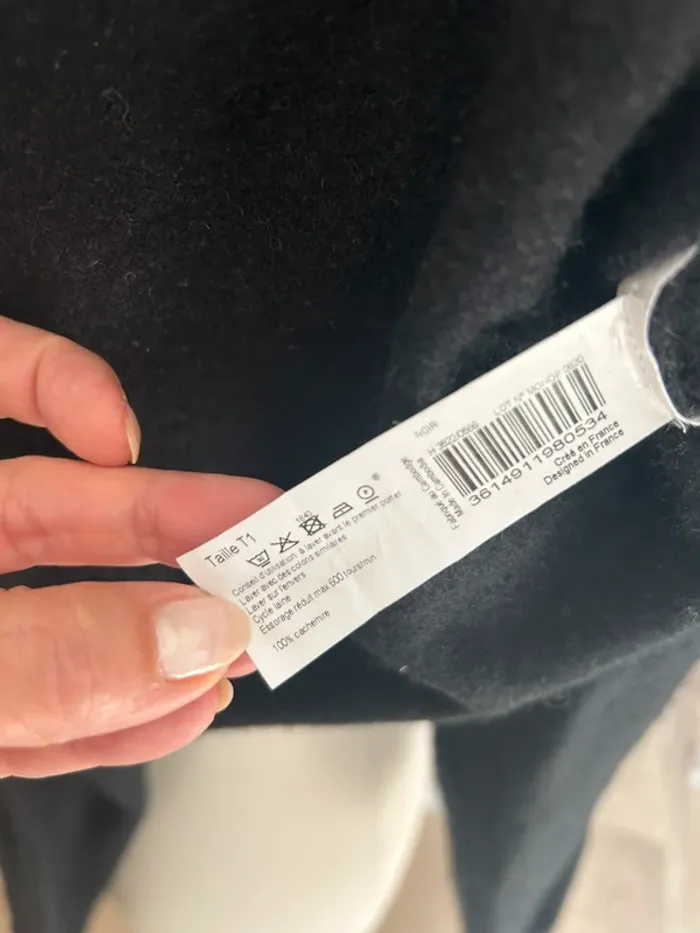 Taille T1
1840
Conseil d'utilisation à laver avant le premier porter
Laver avec des coloris similaires
Laver sur l'envers
Cycle laine
Essorage réduit max 600 tours/min
100% cachemire
NOIR
LOT N° 0620
Fabriqué au Cambodge
Made in Cambodia
3614911980534
Créé en France
Designed in France